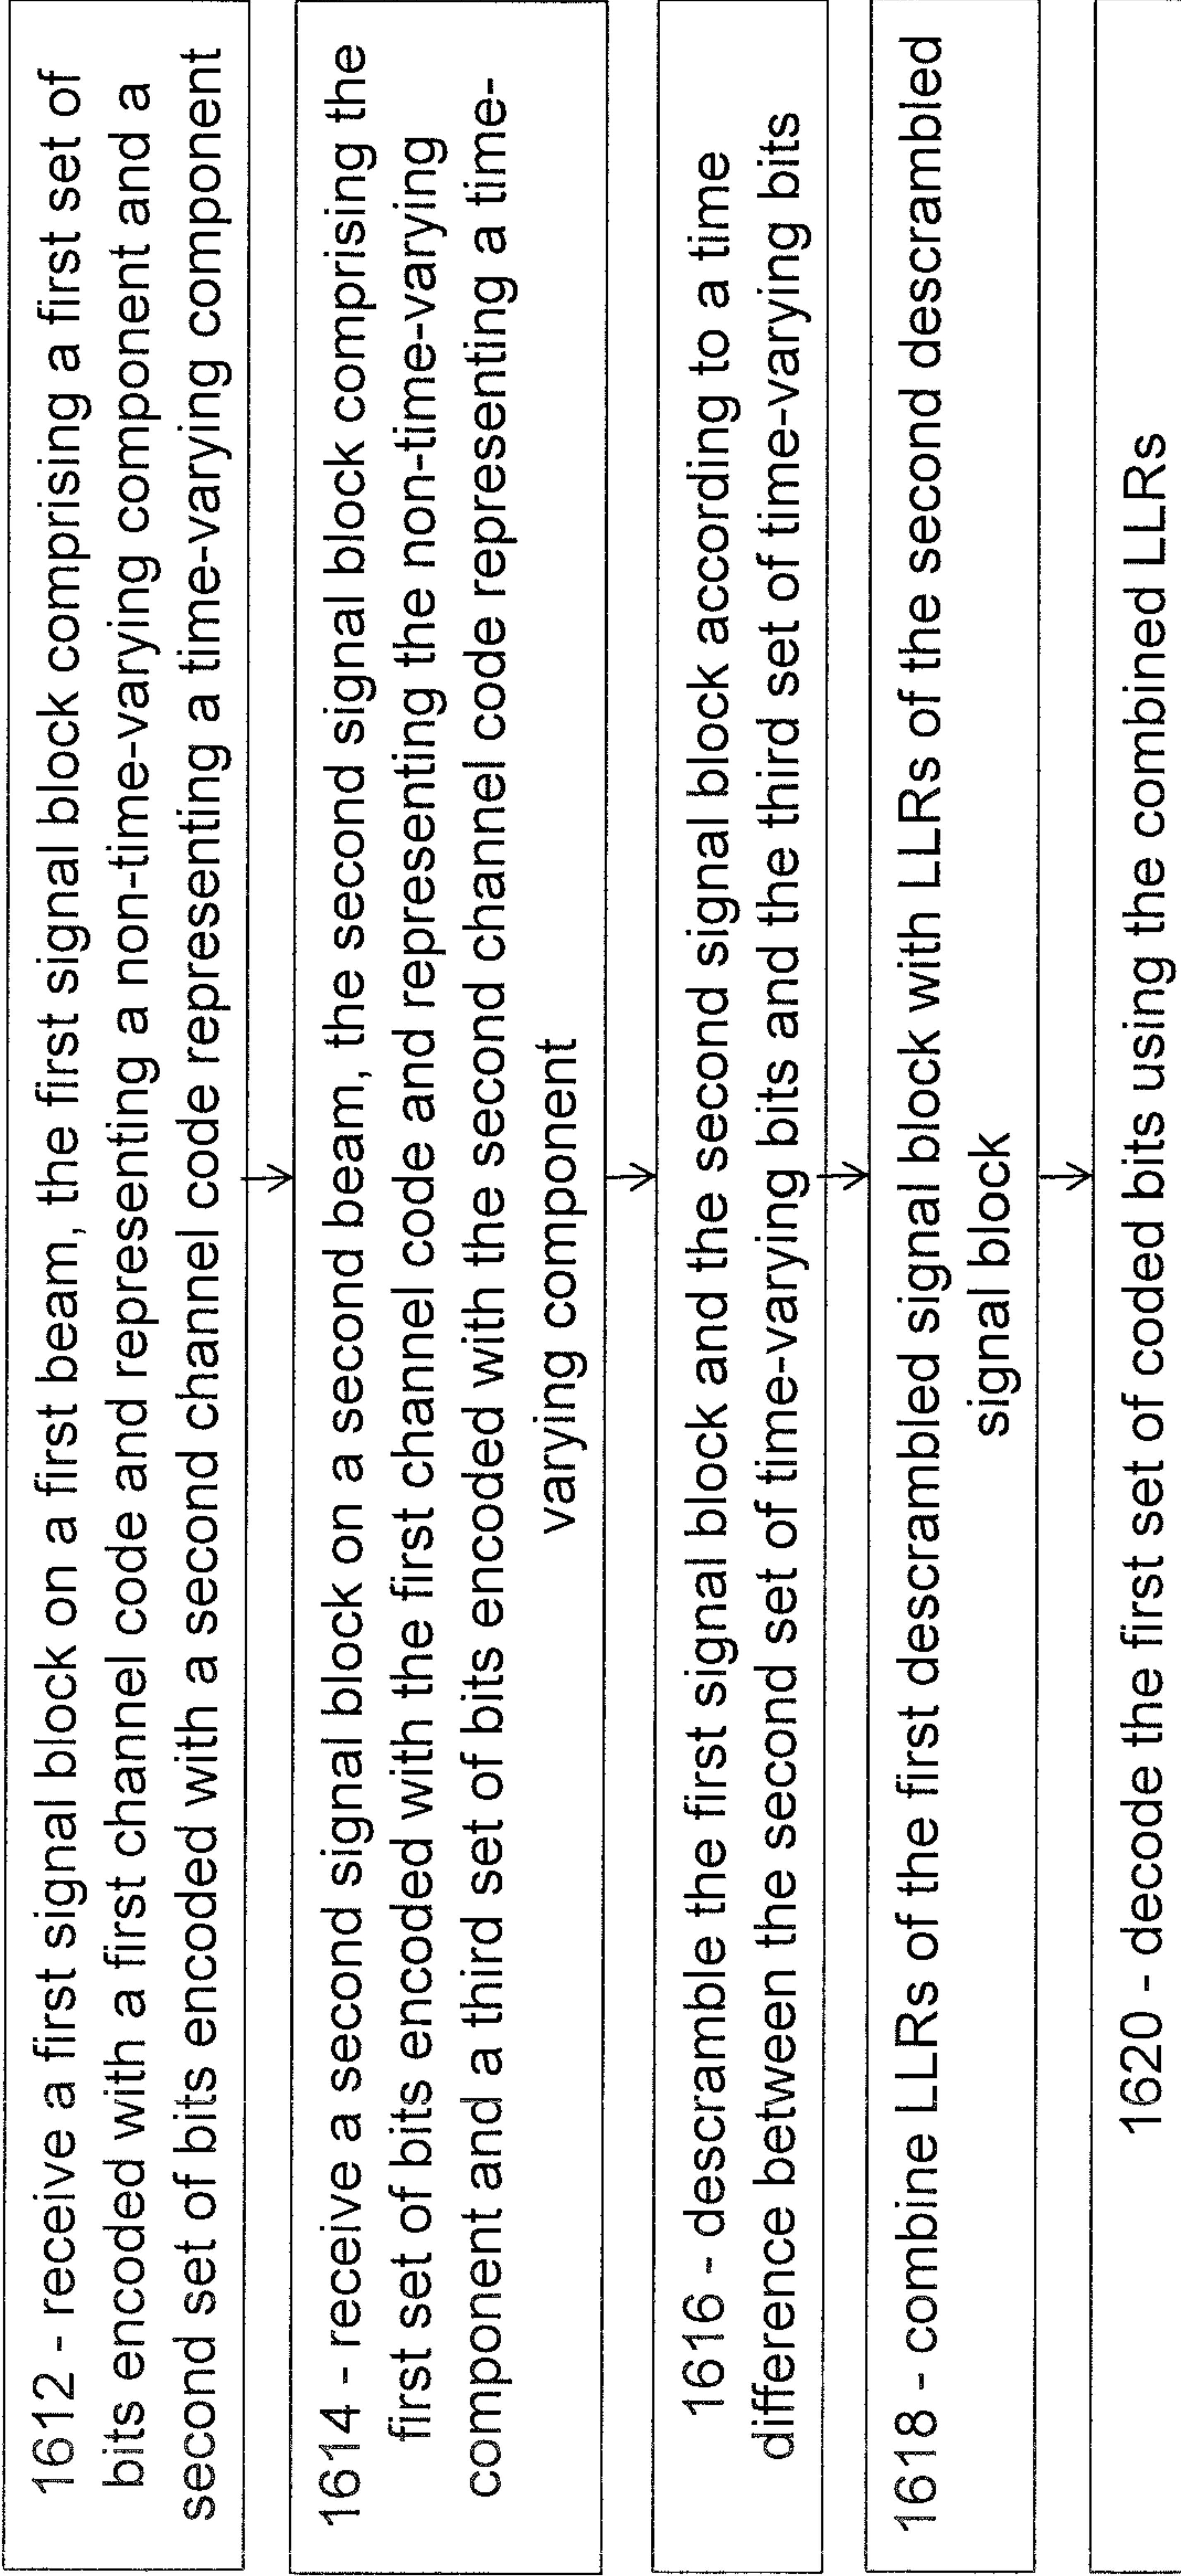 1612 - receive a first signal block on a first beam, the first signal block comprising a first set of
bits encoded with a first channel code and representing a non-time-varying component and a
second set of bits encoded with a second channel code representing a time-varying component
1614 - receive a second signal block on a second beam, the second signal block comprising the
first set of bits encoded with the first channel code and representing the non-time-varying
component and a third set of bits encoded with the second channel code representing a time-
varying component
1616 - descramble the first signal block and the second signal block according to a time
difference between the second set of time-varying bits and the third set of time-varying bits
1618 - combine LLRs of the first descrambled signal block with LLRs of the second descrambled
signal block
1620 - decode the first set of coded bits using the combined LLRs